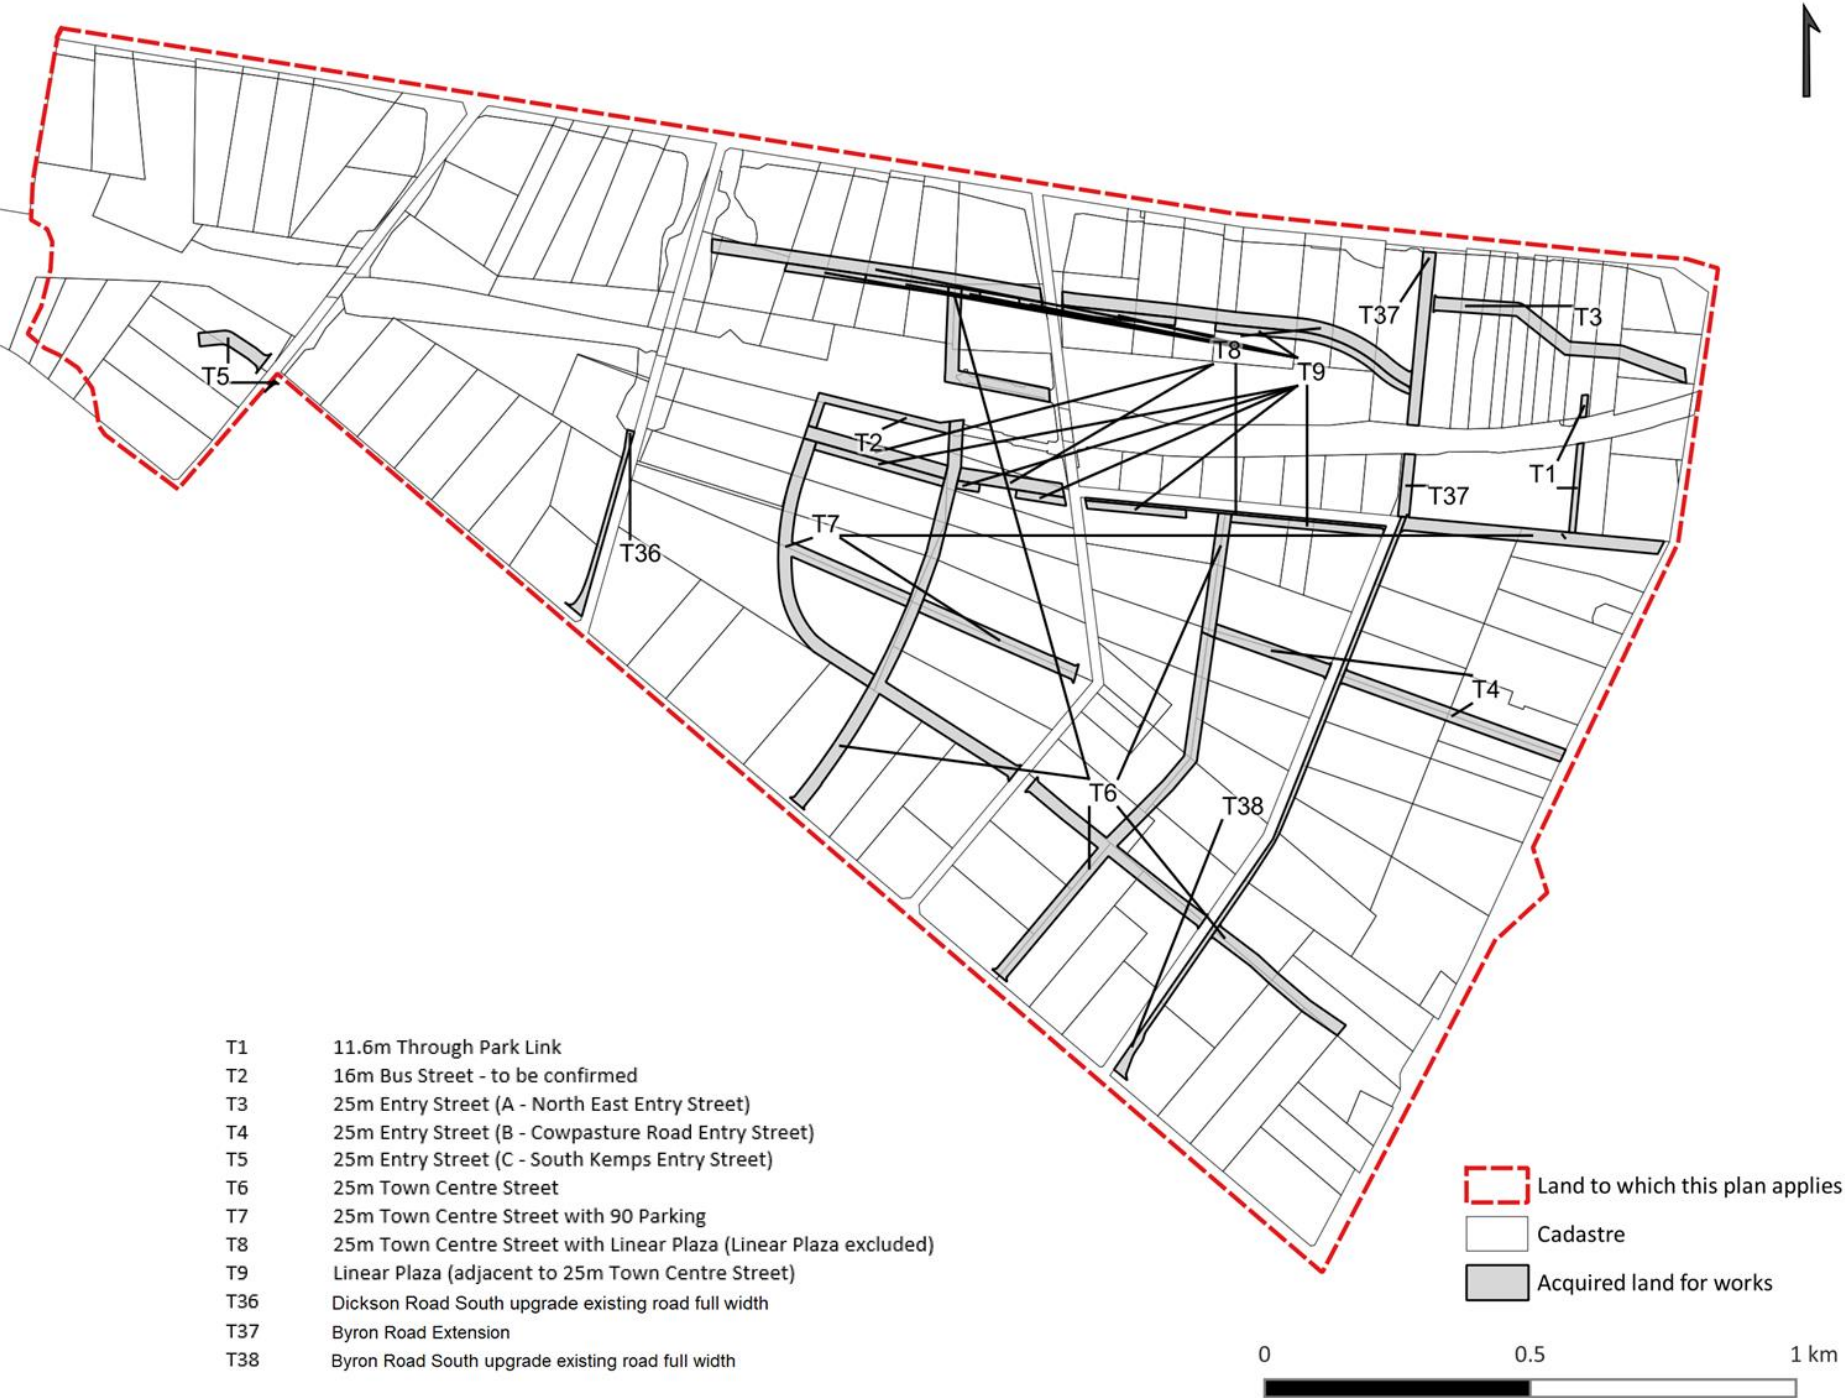 T37
T3
T8
T9
T5
T2
T1
T37
T7
T36
T4
T6
T38
T1 11.6m Through Park Link
T2 16m Bus Street - to be confirmed
T3 25m Entry Street (A - North East Entry Street)
T4 25m Entry Street (B - Cowpasture Road Entry Street)
T5 25m Entry Street (C - South Kemps Entry Street)
T6 25m Town Centre Street
T7 25m Town Centre Street with 90 Parking
T8 25m Town Centre Street with Linear Plaza (Linear Plaza excluded)
T9 Linear Plaza (adjacent to 25m Town Centre Street)
T36 Dickson Road South upgrade existing road full width
T37 Byron Road Extension
T38 Byron Road South upgrade existing road full width
Land to which this plan applies
Cadastre
Acquired land for works
0 0.5 1 km